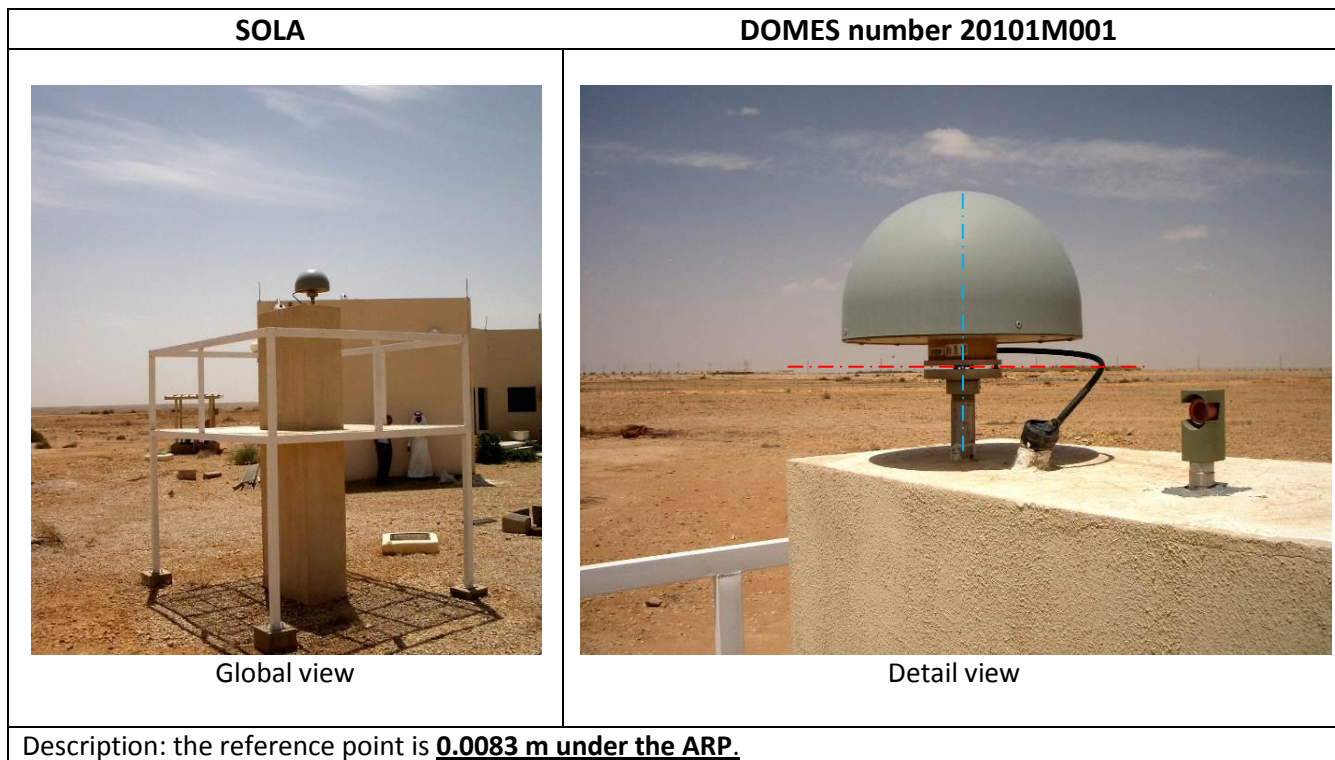 SOLA
DOMES number 20101M001
Global view
Detail view
Description: the reference point is 0.0083 m under the ARP.